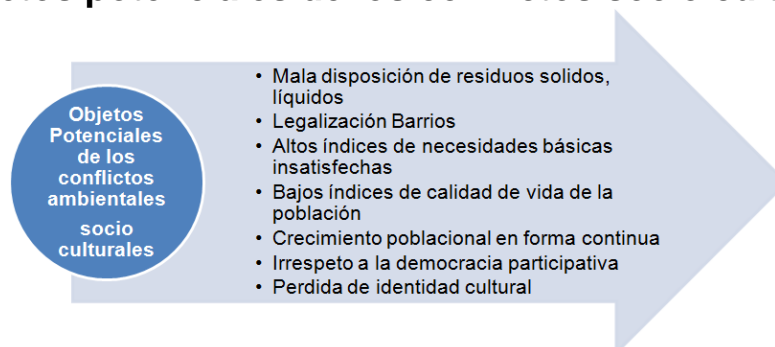 Objetos
Potenciales
de los
conflictos
ambientales
socio
culturales
• Mala disposición de residuos solidos,
líquidos
• Legalización Barrios
• Altos índices de necesidades básicas
insatisfechas
• Bajos índices de calidad de vida de la
población
• Crecimiento poblacional en forma continua
• Irrespeto a la democracia participativa
• Perdida de identidad cultural